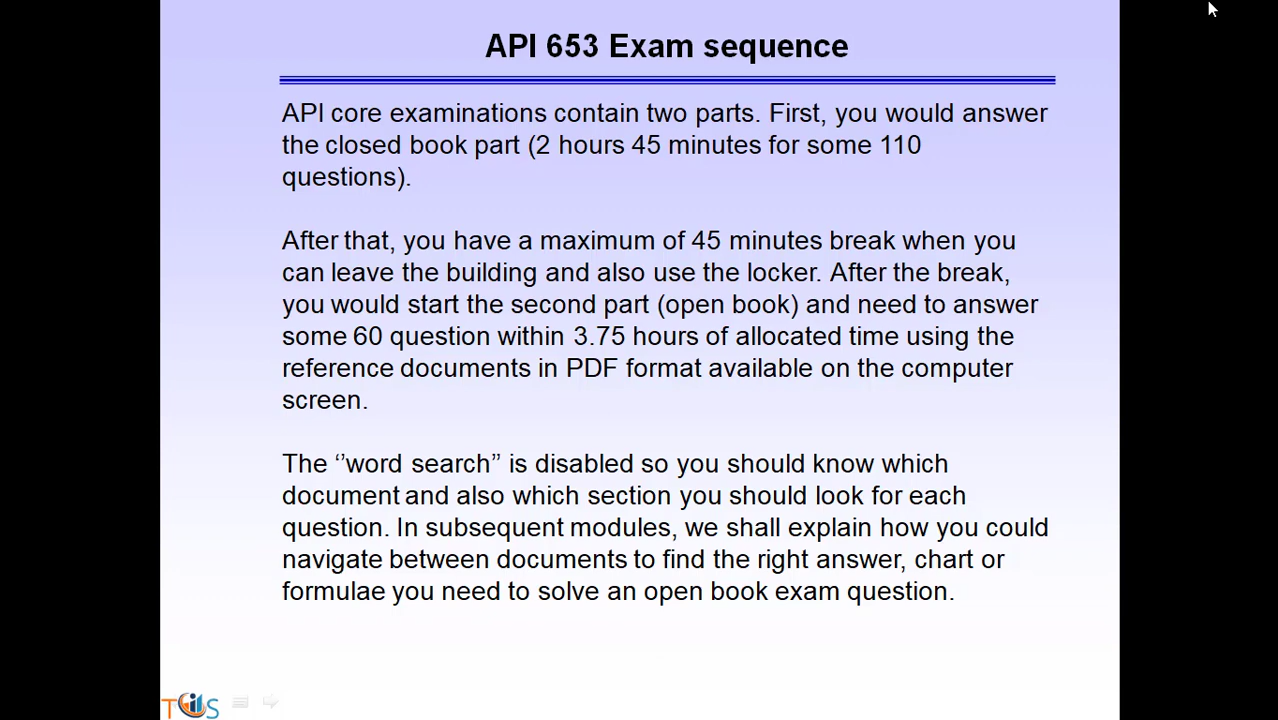 API 653 Exam sequence
API core examinations contain two parts. First, you would answer
the closed book part (2 hours 45 minutes for some 110
questions).
After that, you have a maximum of 45 minutes break when you
can leave the building and also use the locker. After the break,
you would start the second part (open book) and need to answer
some 60 question within 3.75 hours of allocated time using the
reference documents in PDF format available on the computer
screen.
The ‘’word search’’ is disabled so you should know which
document and also which section you should look for each
question. In subsequent modules, we shall explain how you could
navigate between documents to find the right answer, chart or
formulae you need to solve an open book exam question.